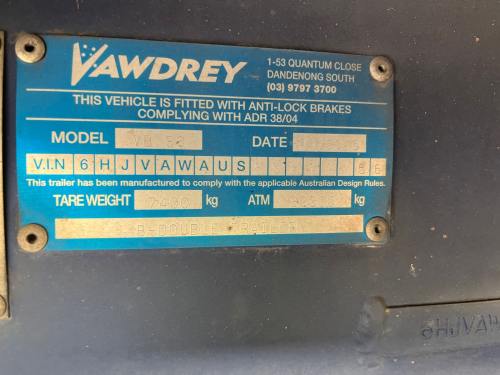 VAWDREY
1-53 QUANTUM CLOSE
DANDENONG SOUTH
(03) 9797 3700
THIS VEHICLE IS FITTED WITH ANTI-LOCK BRAKES
COMPLYING WITH ADR 38/04
MODEL DATE
V.I.N 6HJVAWAUS
This trailer has been manufactured to comply with the applicable Australian Design Rules.
TARE WEIGHT kg ATM kg
B-DOUBLE
6HJVAW